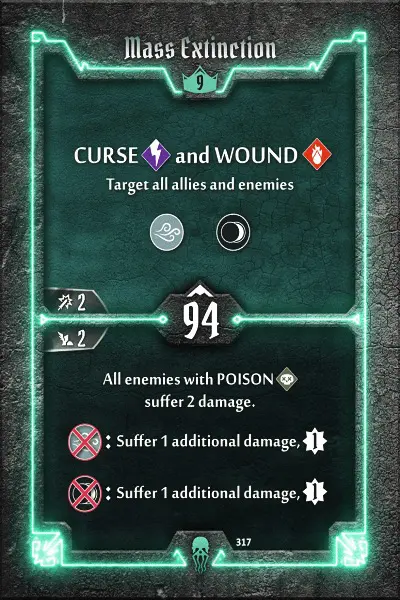 Mass Extinction
9
CURSE and WOUND
Target all allies and enemies
2
94
2
All enemies with POISON
suffer 2 damage.
: Suffer 1 additional damage, 1
: Suffer 1 additional damage, 1
317